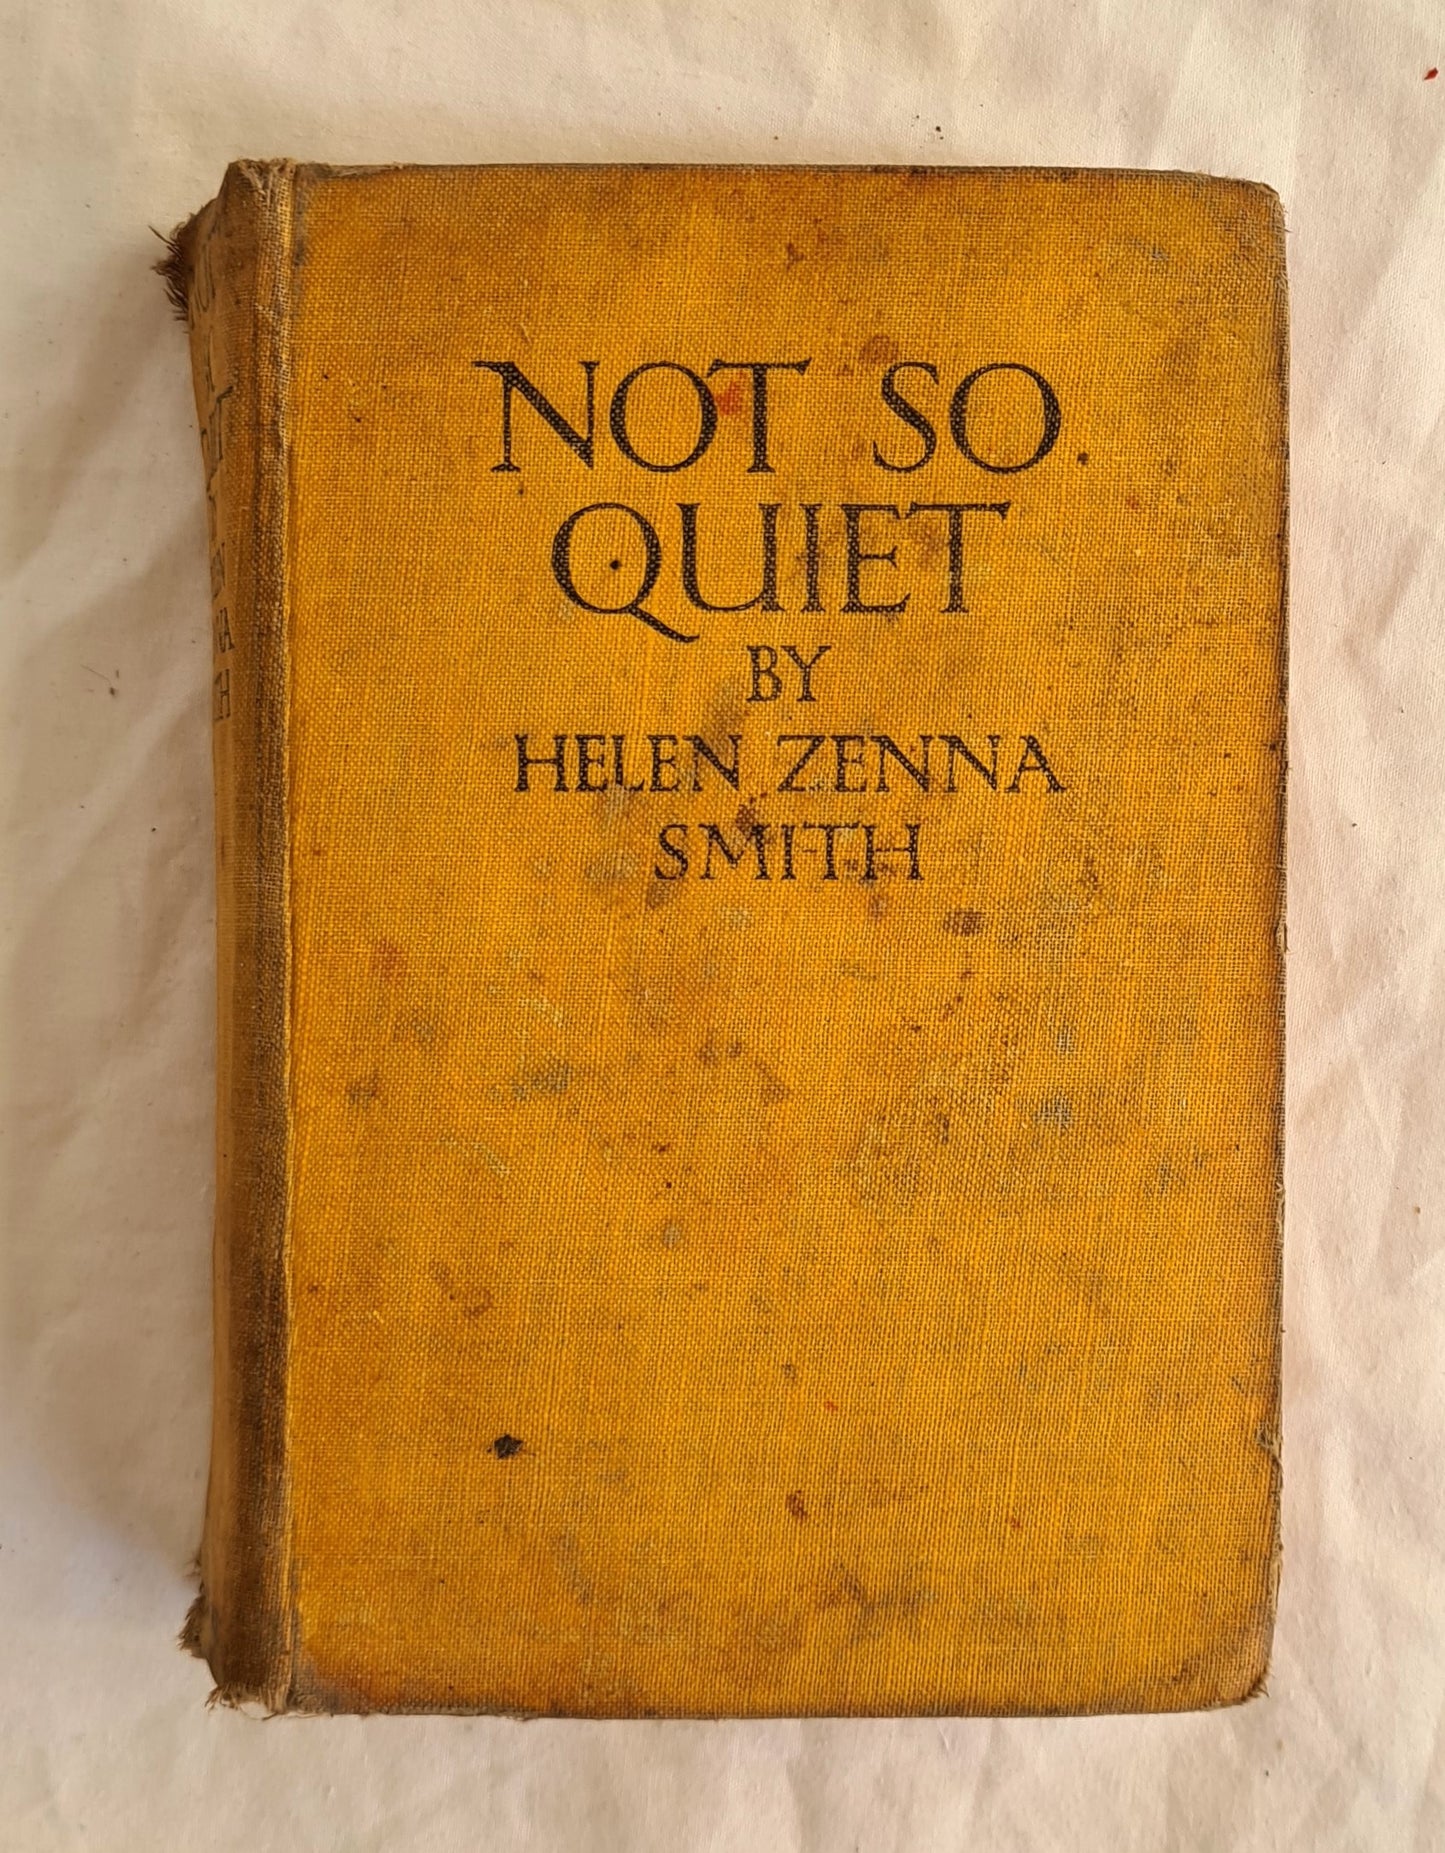 NOT SO
QUIET
BY
HELEN ZENNA
SMITH